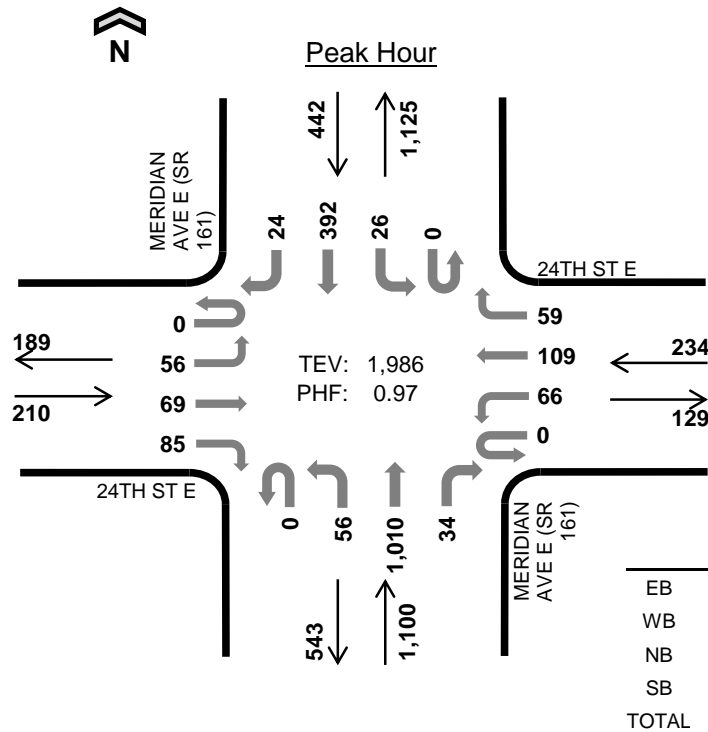 N
Peak Hour
442
1,125
MERIDIAN
AVE E (SR
161)
24
392
26
0
24TH ST E
0
59
189
56
TEV: 1,986
109
234
210
69
PHF: 0.97
66
129
85
0
24TH ST E
0
56
1,010
34
MERIDIAN
AVE E (SR
161)
543
1,100
EB
WB
NB
SB
TOTAL